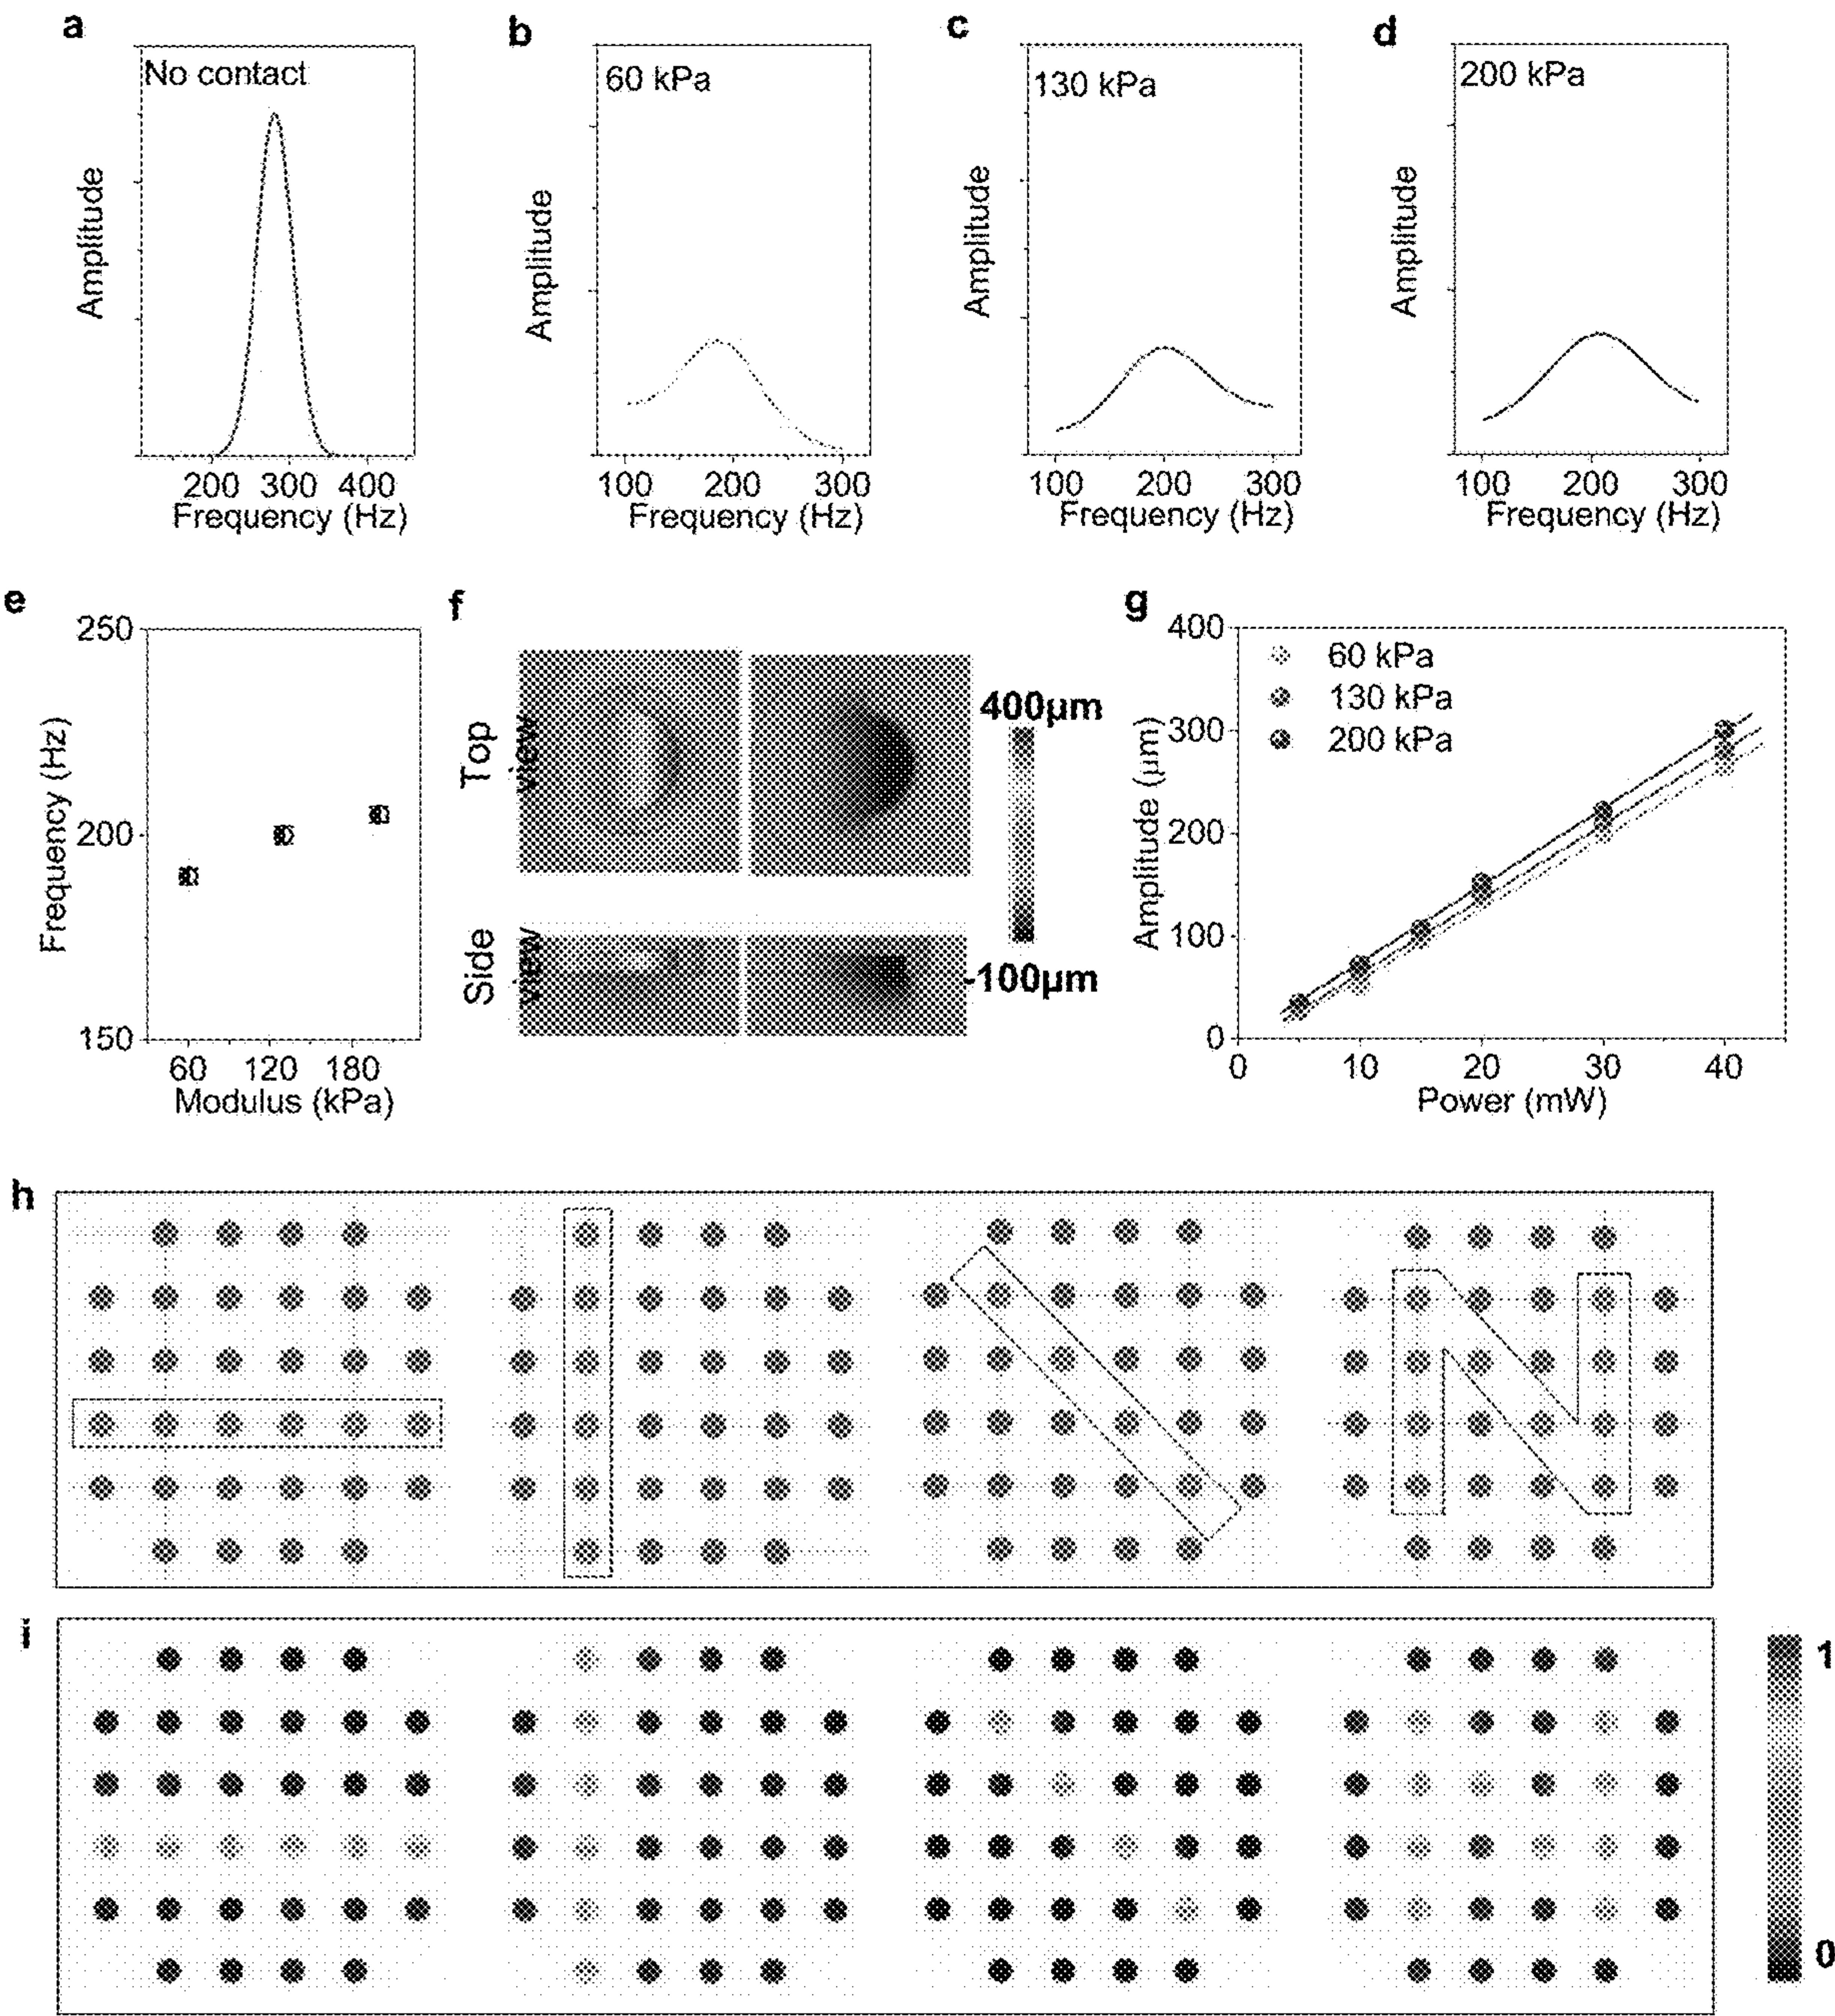 a
b
c
d
No contact
60 kPa
130 kPa
200 kPa
Amplitude
Amplitude
Amplitude
Amplitude
200 300 400
100 200 300
100 200 300
100 200 300
Frequency (Hz)
Frequency (Hz)
Frequency (Hz)
Frequency (Hz)
e
250
200
150
Frequency (Hz)
60 120 180
Modulus (kPa)
f
Top
view
Side
view
400μm
-100μm
g
400
300
200
100
0
Amplitude (μm)
60 kPa
130 kPa
200 kPa
0 10 20 30 40
Power (mW)
h
i
1
0